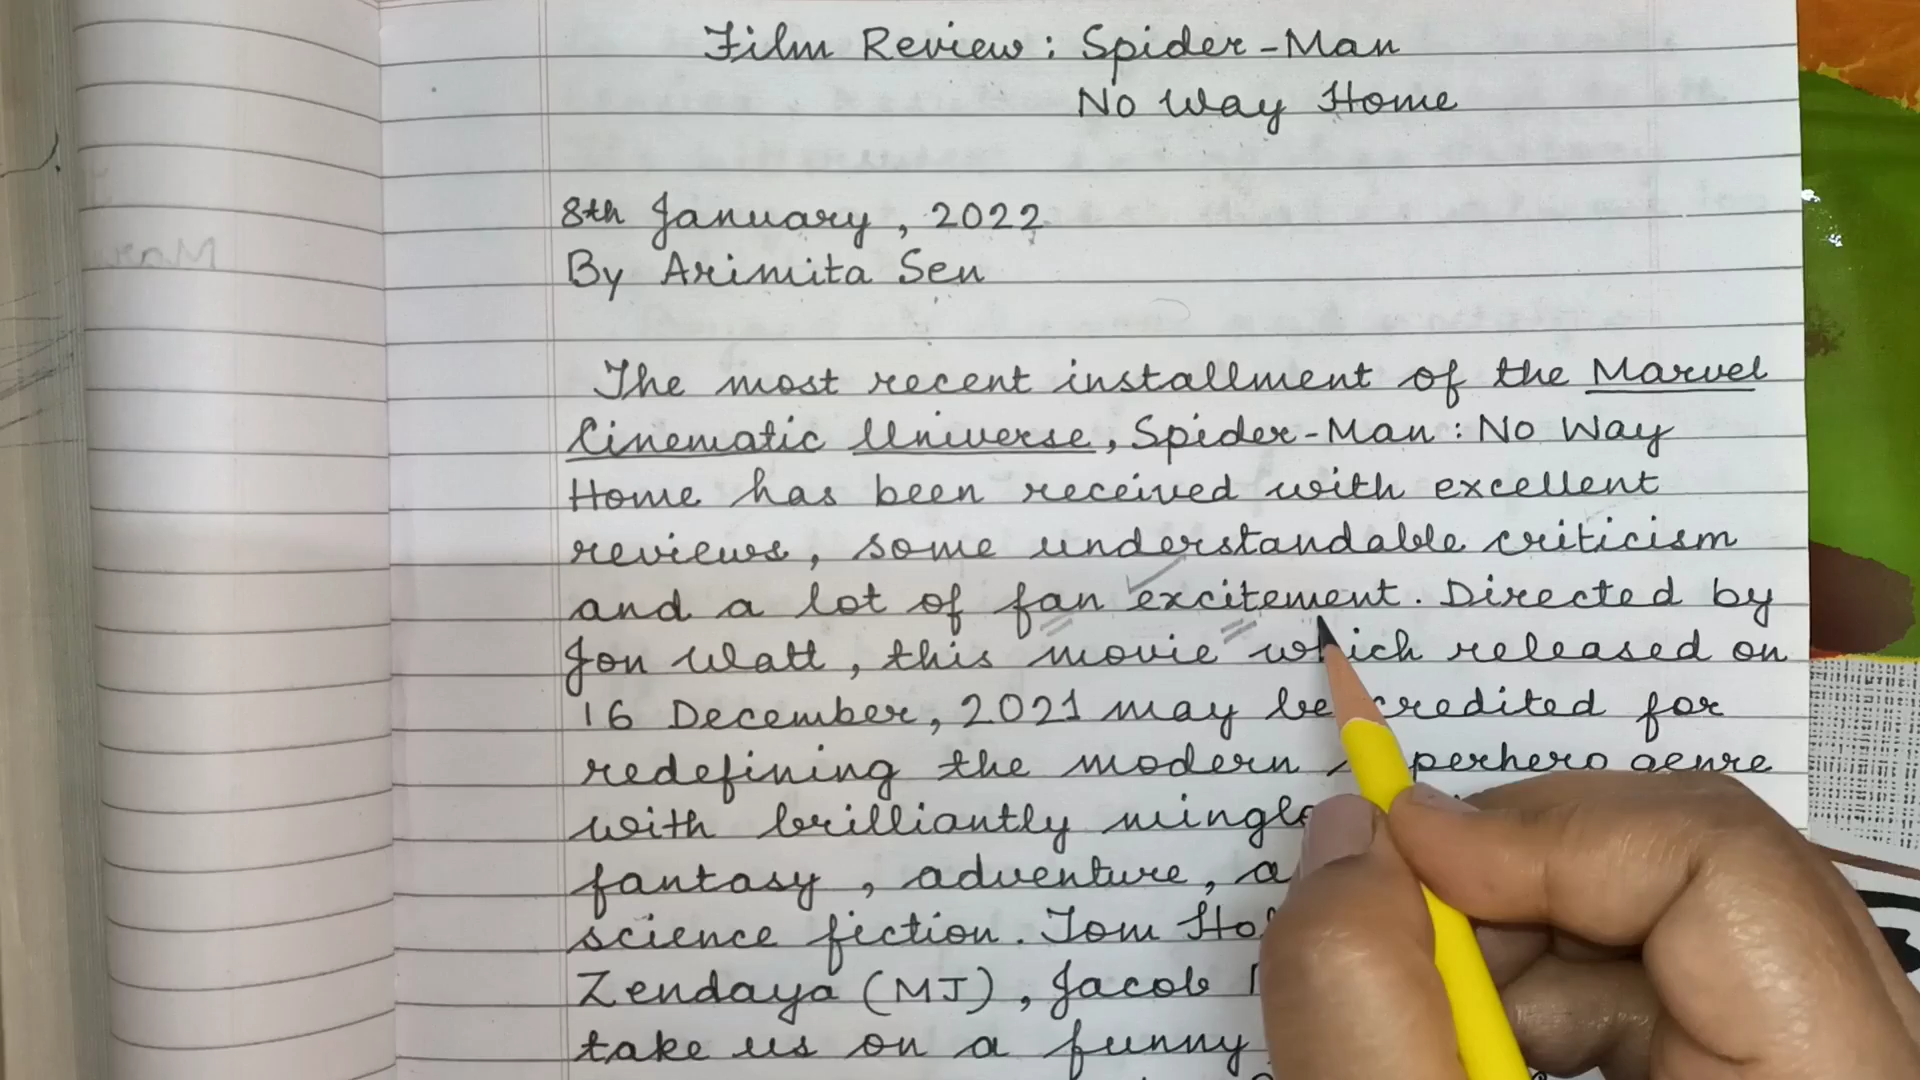 Film Review: Spider-Man
No Way Home
8th January, 2022
By Arimita Sen
The most recent installment of the Marvel
Cinematic Universe, Spider-Man: No Way
Home has been received with excellent
reviews, some understandable criticism
and a lot of fan excitement. Directed by
Jon Watt, this movie which released on
16 December, 2021 may be credited for
redefining the modern genre
with brilliantly
fantasy, adventure,
science fiction. Tom
Zendaya (MJ), Jacob
take us on a funny